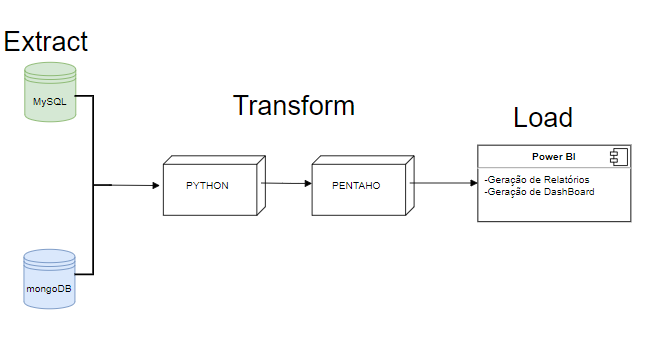 Extract
MySQL
Transform
Load
PYTHON
PENTAHO
Power BI
-Geração de Relatórios
-Geração de DashBoard
mongoDB